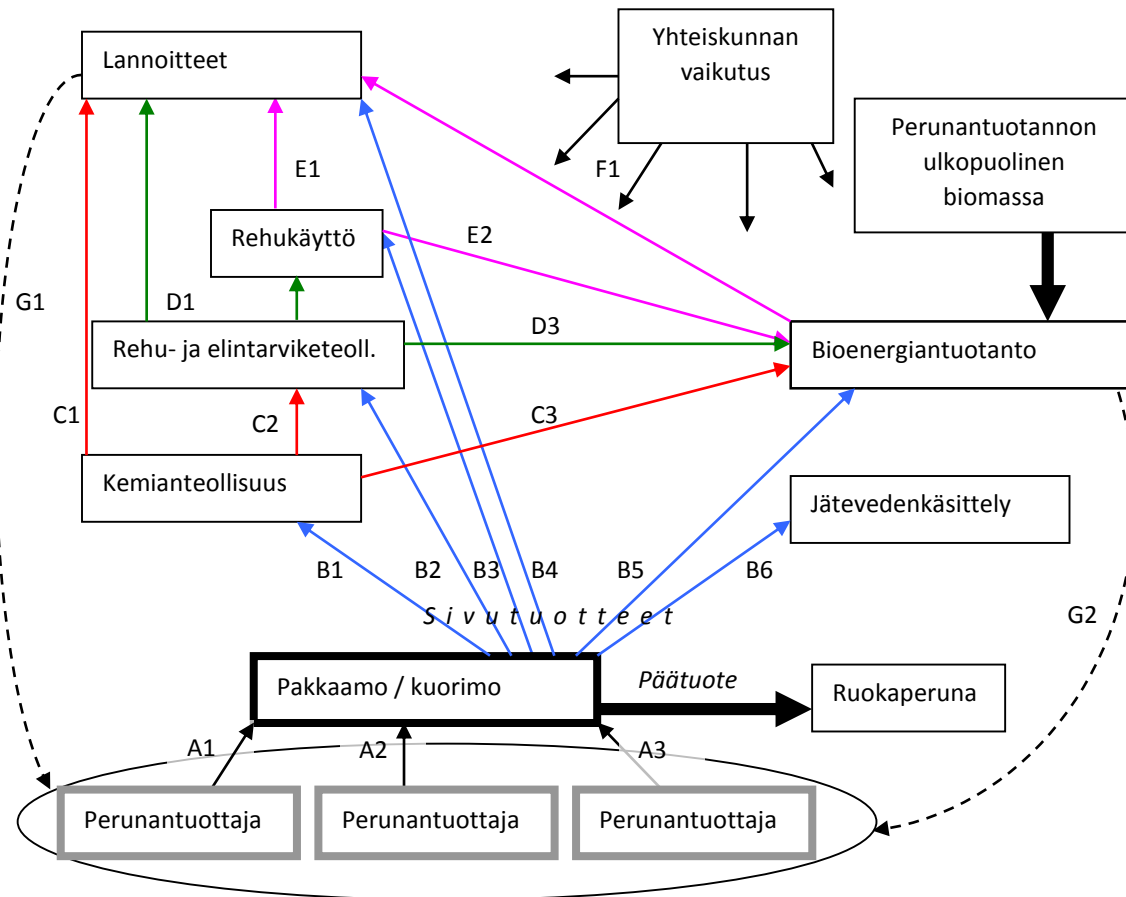 Lannoitteet
Yhteiskunnan
vaikutus
Perunantuotannon
ulkopuolinen
biomassa
E1
F1
Rehukäyttö
E2
G1
D1
D3
Rehu- ja elintarviketeoll.
Bioenergiantuotanto
C1
C2
C3
Kemianteollisuus
Jätevedenkäsittely
B1
B2
B3
B4
B5
B6
Sivutuotteet
G2
Pakkaamo / kuorimo
Päätuote
Ruokaperuna
A1
A2
A3
Perunantuottaja
Perunantuottaja
Perunantuottaja